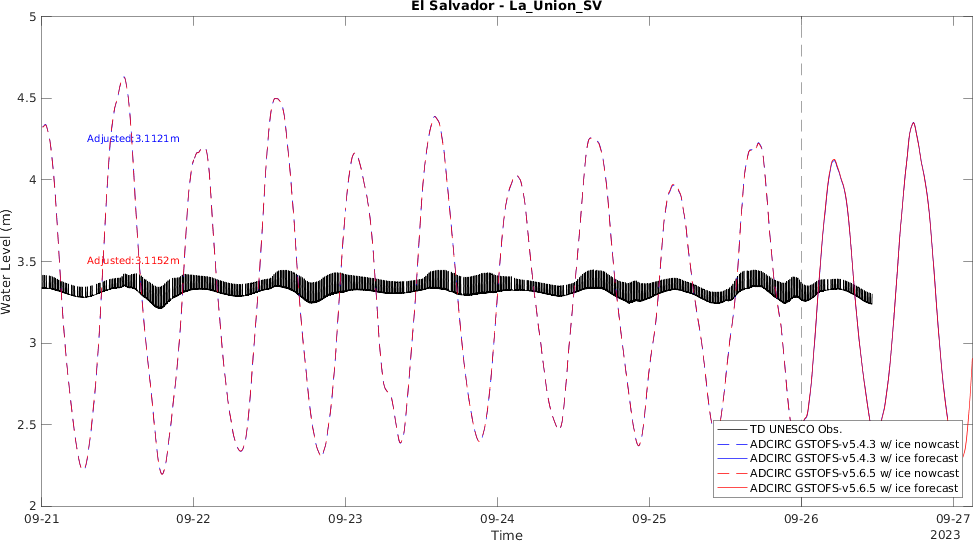 El Salvador - La_Union_SV
5
4.5
4
3.5
3
2.5
2
Water Level (m)
Adjusted:3.1121m
Adjusted:3.1152m
TD UNESCO Obs.
ADCIRC GSTOFS-v5.4.3 w/ ice nowcast
ADCIRC GSTOFS-v5.4.3 w/ ice forecast
ADCIRC GSTOFS-v5.6.5 w/ ice nowcast
ADCIRC GSTOFS-v5.6.5 w/ ice forecast
09-21 09-22 09-23 09-24 09-25 09-26 09-27
Time
2023